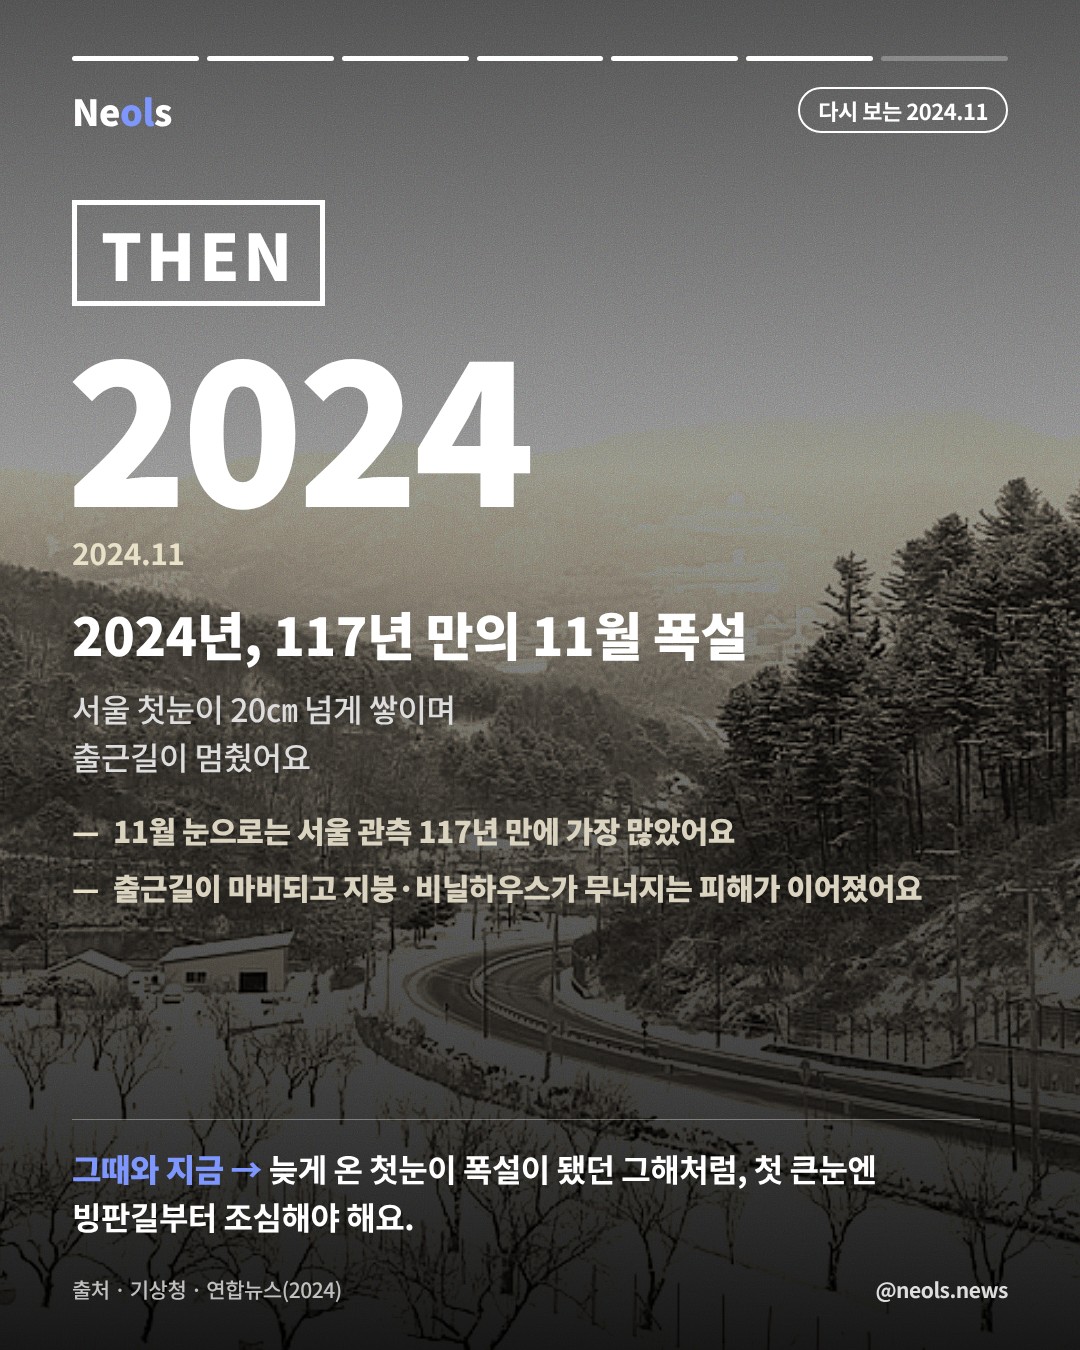 Neols
다시 보는 2024.11
THEN
2024
2024.11
2024년, 117년 만의 11월 폭설
서울 첫눈이 20㎝ 넘게 쌓이며
출근길이 멈췄어요
— 11월 눈으로는 서울 관측 117년 만에 가장 많았어요
— 출근길이 마비되고 지붕·비닐하우스가 무너지는 피해가 이어졌어요
그때와 지금 → 늦게 온 첫눈이 폭설이 됐던 그해처럼, 첫 큰눈엔
빙판길부터 조심해야 해요.
출처 · 기상청 · 연합뉴스(2024)
@neols.news